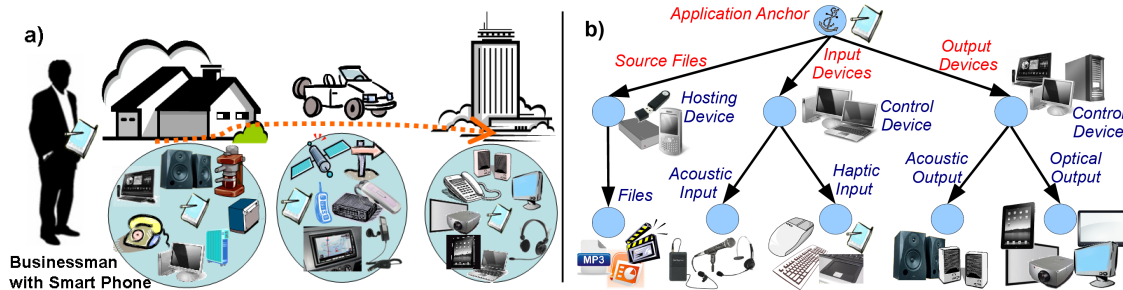 a)
Businessman
with Smart Phone
b)
Application Anchor
Source Files
Input
Devices
Output
Devices
Hosting
Device
Control
Device
Control
Device
Files
Acoustic
Input
Haptic
Input
Acoustic
Output
Optical
Output
MP3